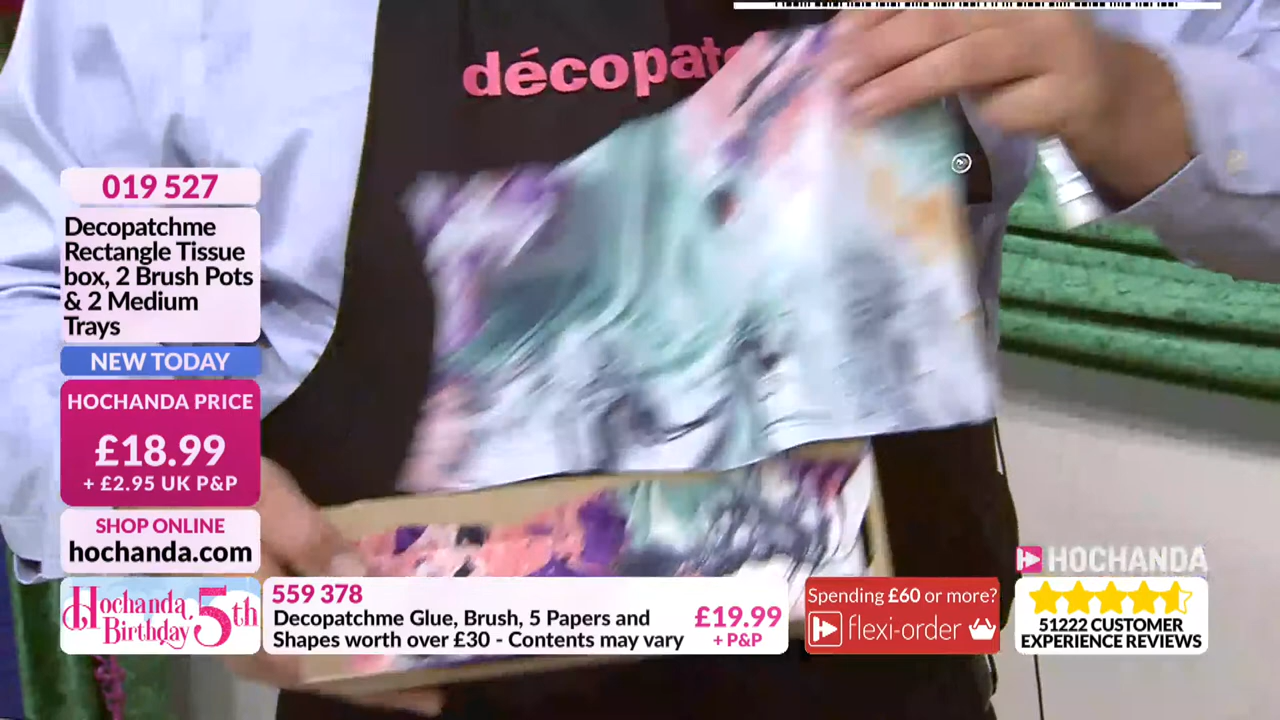 décopatch
019 527
Decopatchme
Rectangle Tissue
box, 2 Brush Pots
& 2 Medium
Trays
NEW TODAY
HOCHANDA PRICE
£18.99
+ £2.95 UK P&P
SHOP ONLINE
hochanda.com
Hochanda 5th
Birthday
559 378
Decopatchme Glue, Brush, 5 Papers and
Shapes worth over £30 - Contents may vary
£19.99
+ P&P
Spending £60 or more?
flexi-order
HOCHANDA
51222 CUSTOMER
EXPERIENCE REVIEWS